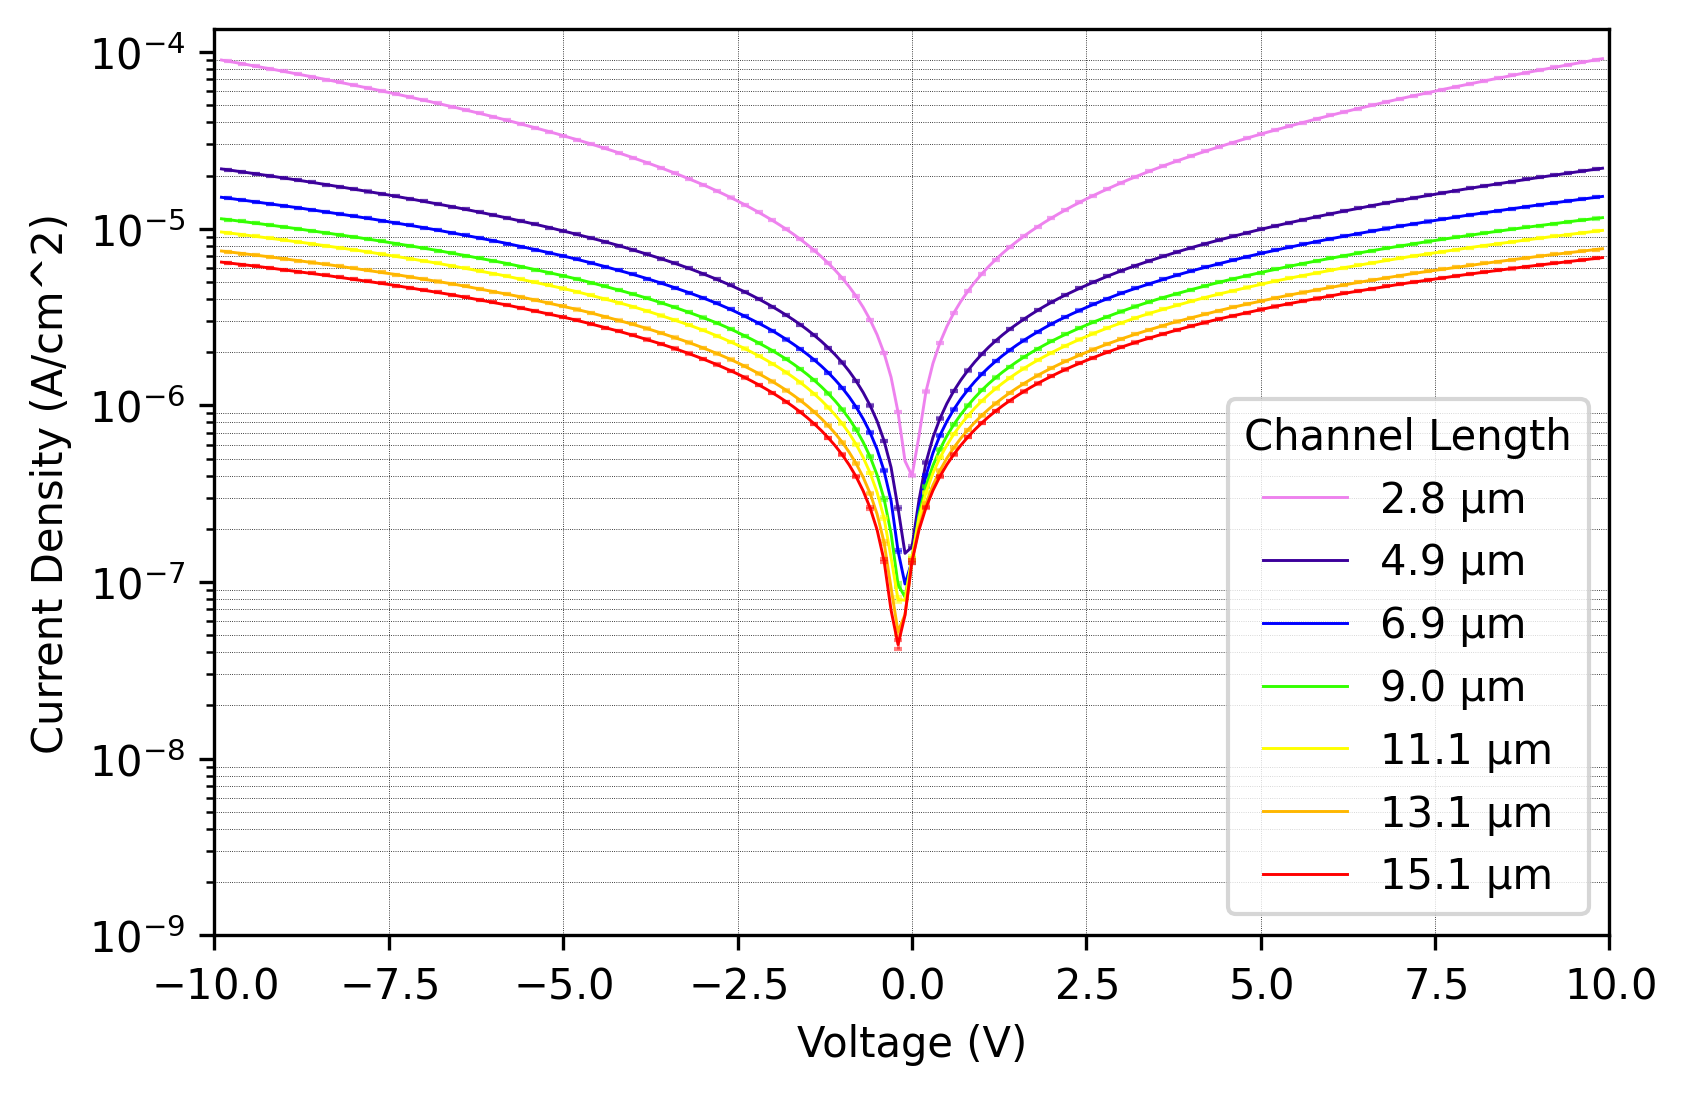 10⁻⁴
10⁻⁵
10⁻⁶
10⁻⁷
10⁻⁸
10⁻⁹
Current Density (A/cm^2)
−10.0 −7.5 −5.0 −2.5 0.0 2.5 5.0 7.5 10.0
Voltage (V)
Channel Length
2.8 µm
4.9 µm
6.9 µm
9.0 µm
11.1 µm
13.1 µm
15.1 µm